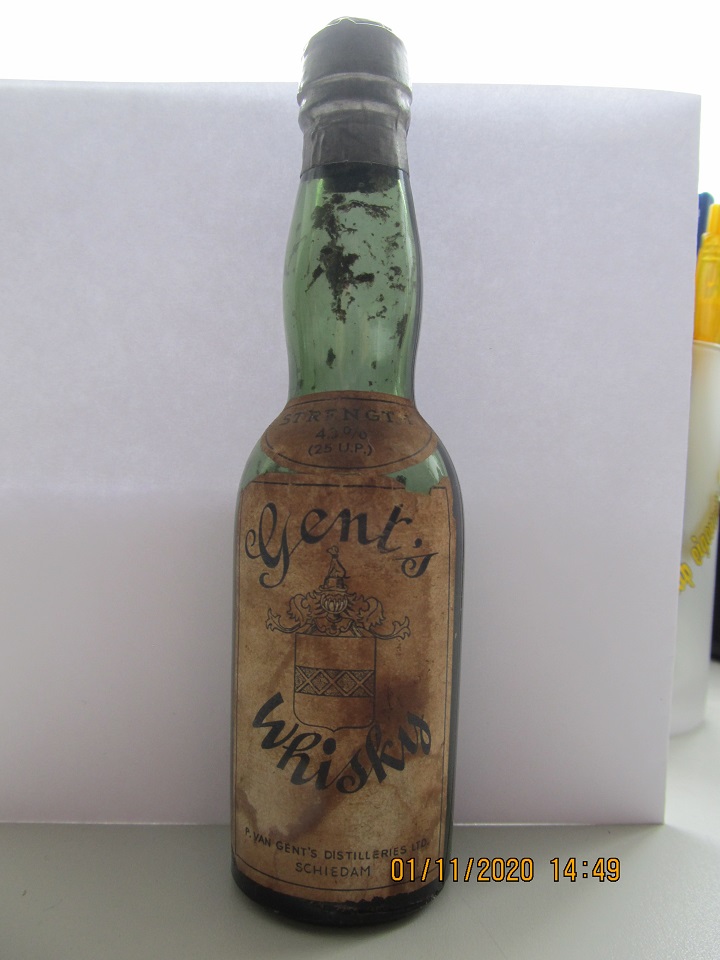 STRENGTH
43%
(25 U.P.)
Gent's
Whisky
P. VAN GENT'S DISTILLERIES LTD.
SCHIEDAM
01/11/2020 14:49